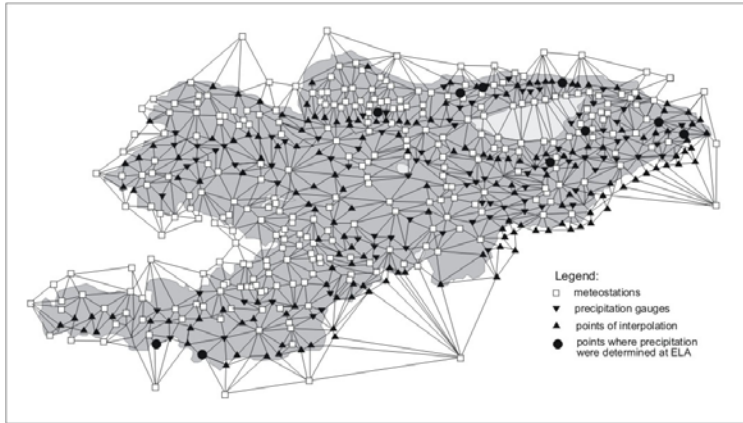 Legend:
meteostations
precipitation gauges
points of interpolation
points where precipitation
were determined at ELA